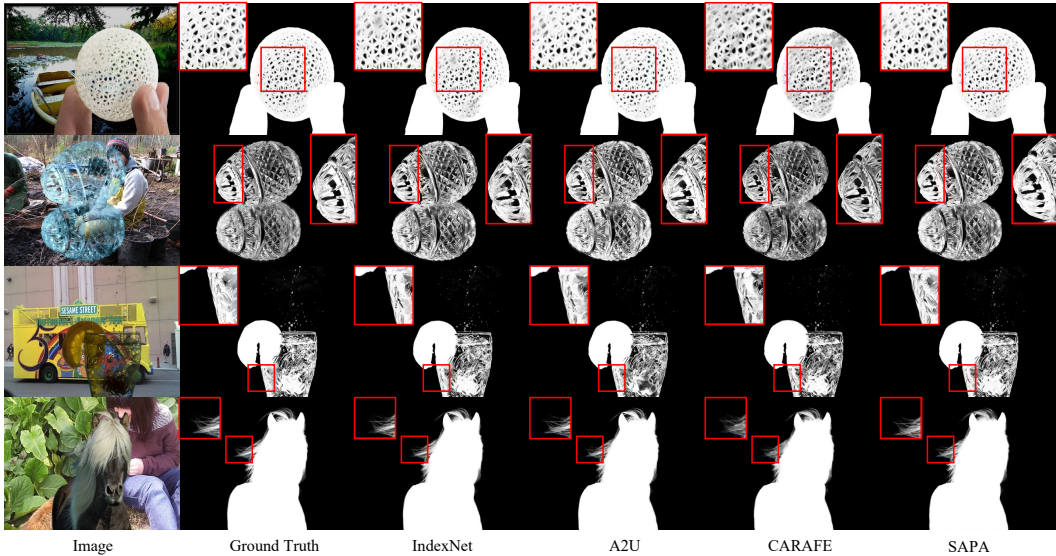 SESAME STREET
Image
Ground Truth
IndexNet
A2U
CARAFE
SAPA